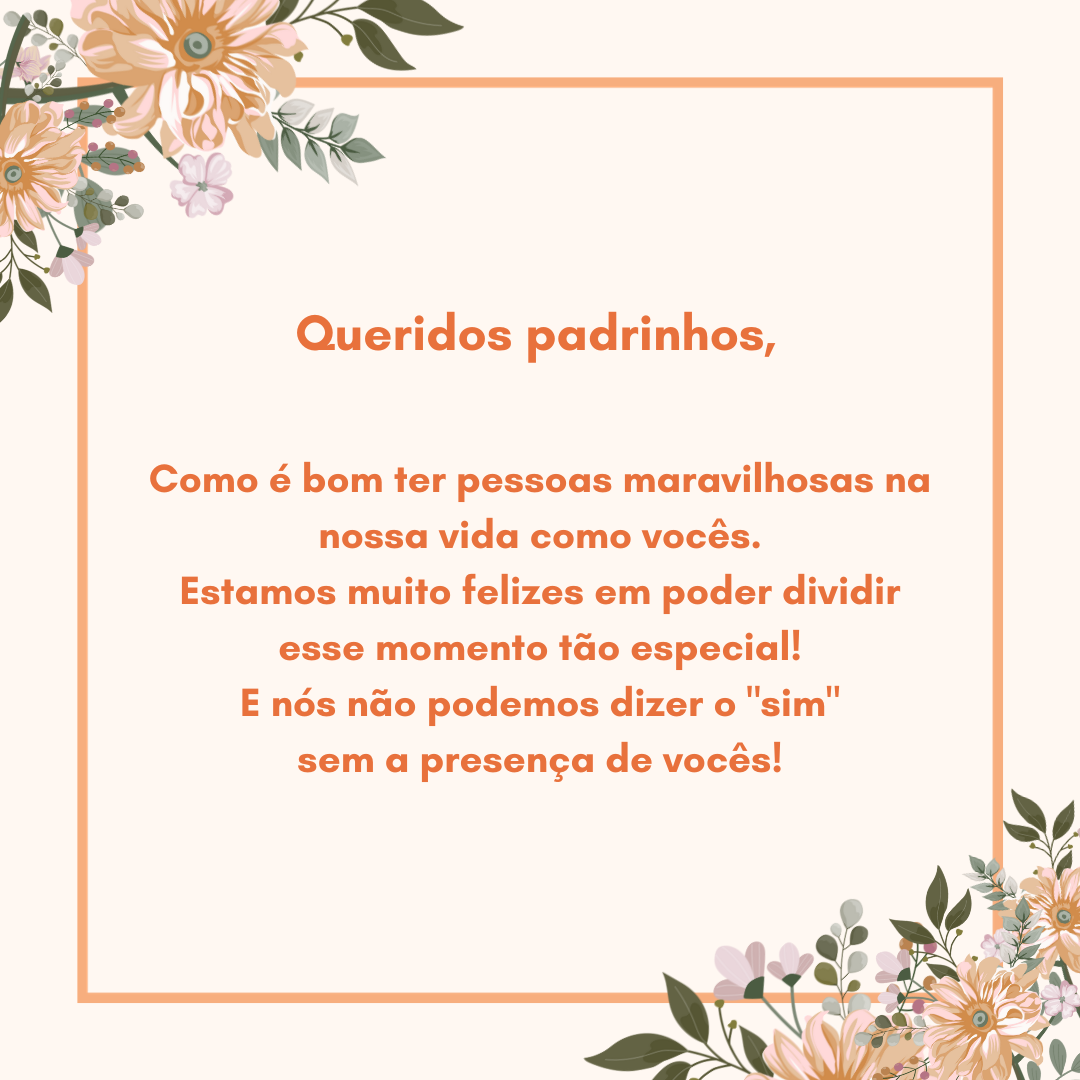 Queridos padrinhos,
Como é bom ter pessoas maravilhosas na
nossa vida como vocês.
Estamos muito felizes em poder dividir
esse momento tão especial!
E nós não podemos dizer o "sim"
sem a presença de vocês!